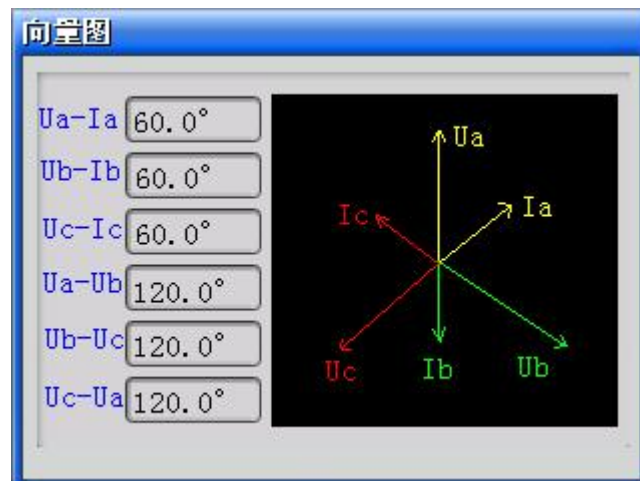 向量图
Ua-Ia 60.0°
Ub-Ib 60.0°
Uc-Ic 60.0°
Ua-Ub 120.0°
Ub-Uc 120.0°
Uc-Ua 120.0°
Ua
Ic
Ia
Uc
Ib
Ub